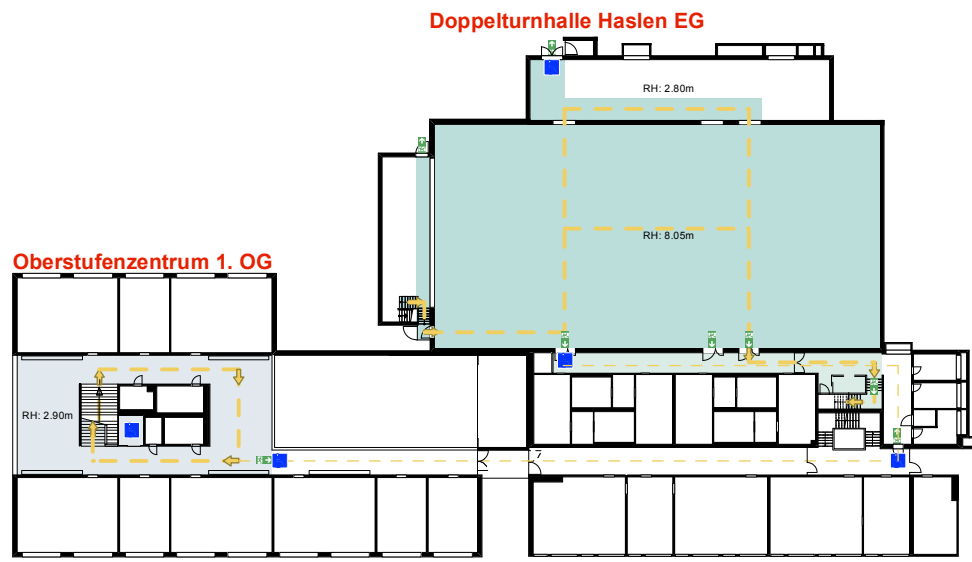 Doppelturnhalle Haslen EG
RH: 2.80m
RH: 8.05m
Oberstufenzentrum 1. OG
RH: 2.90m